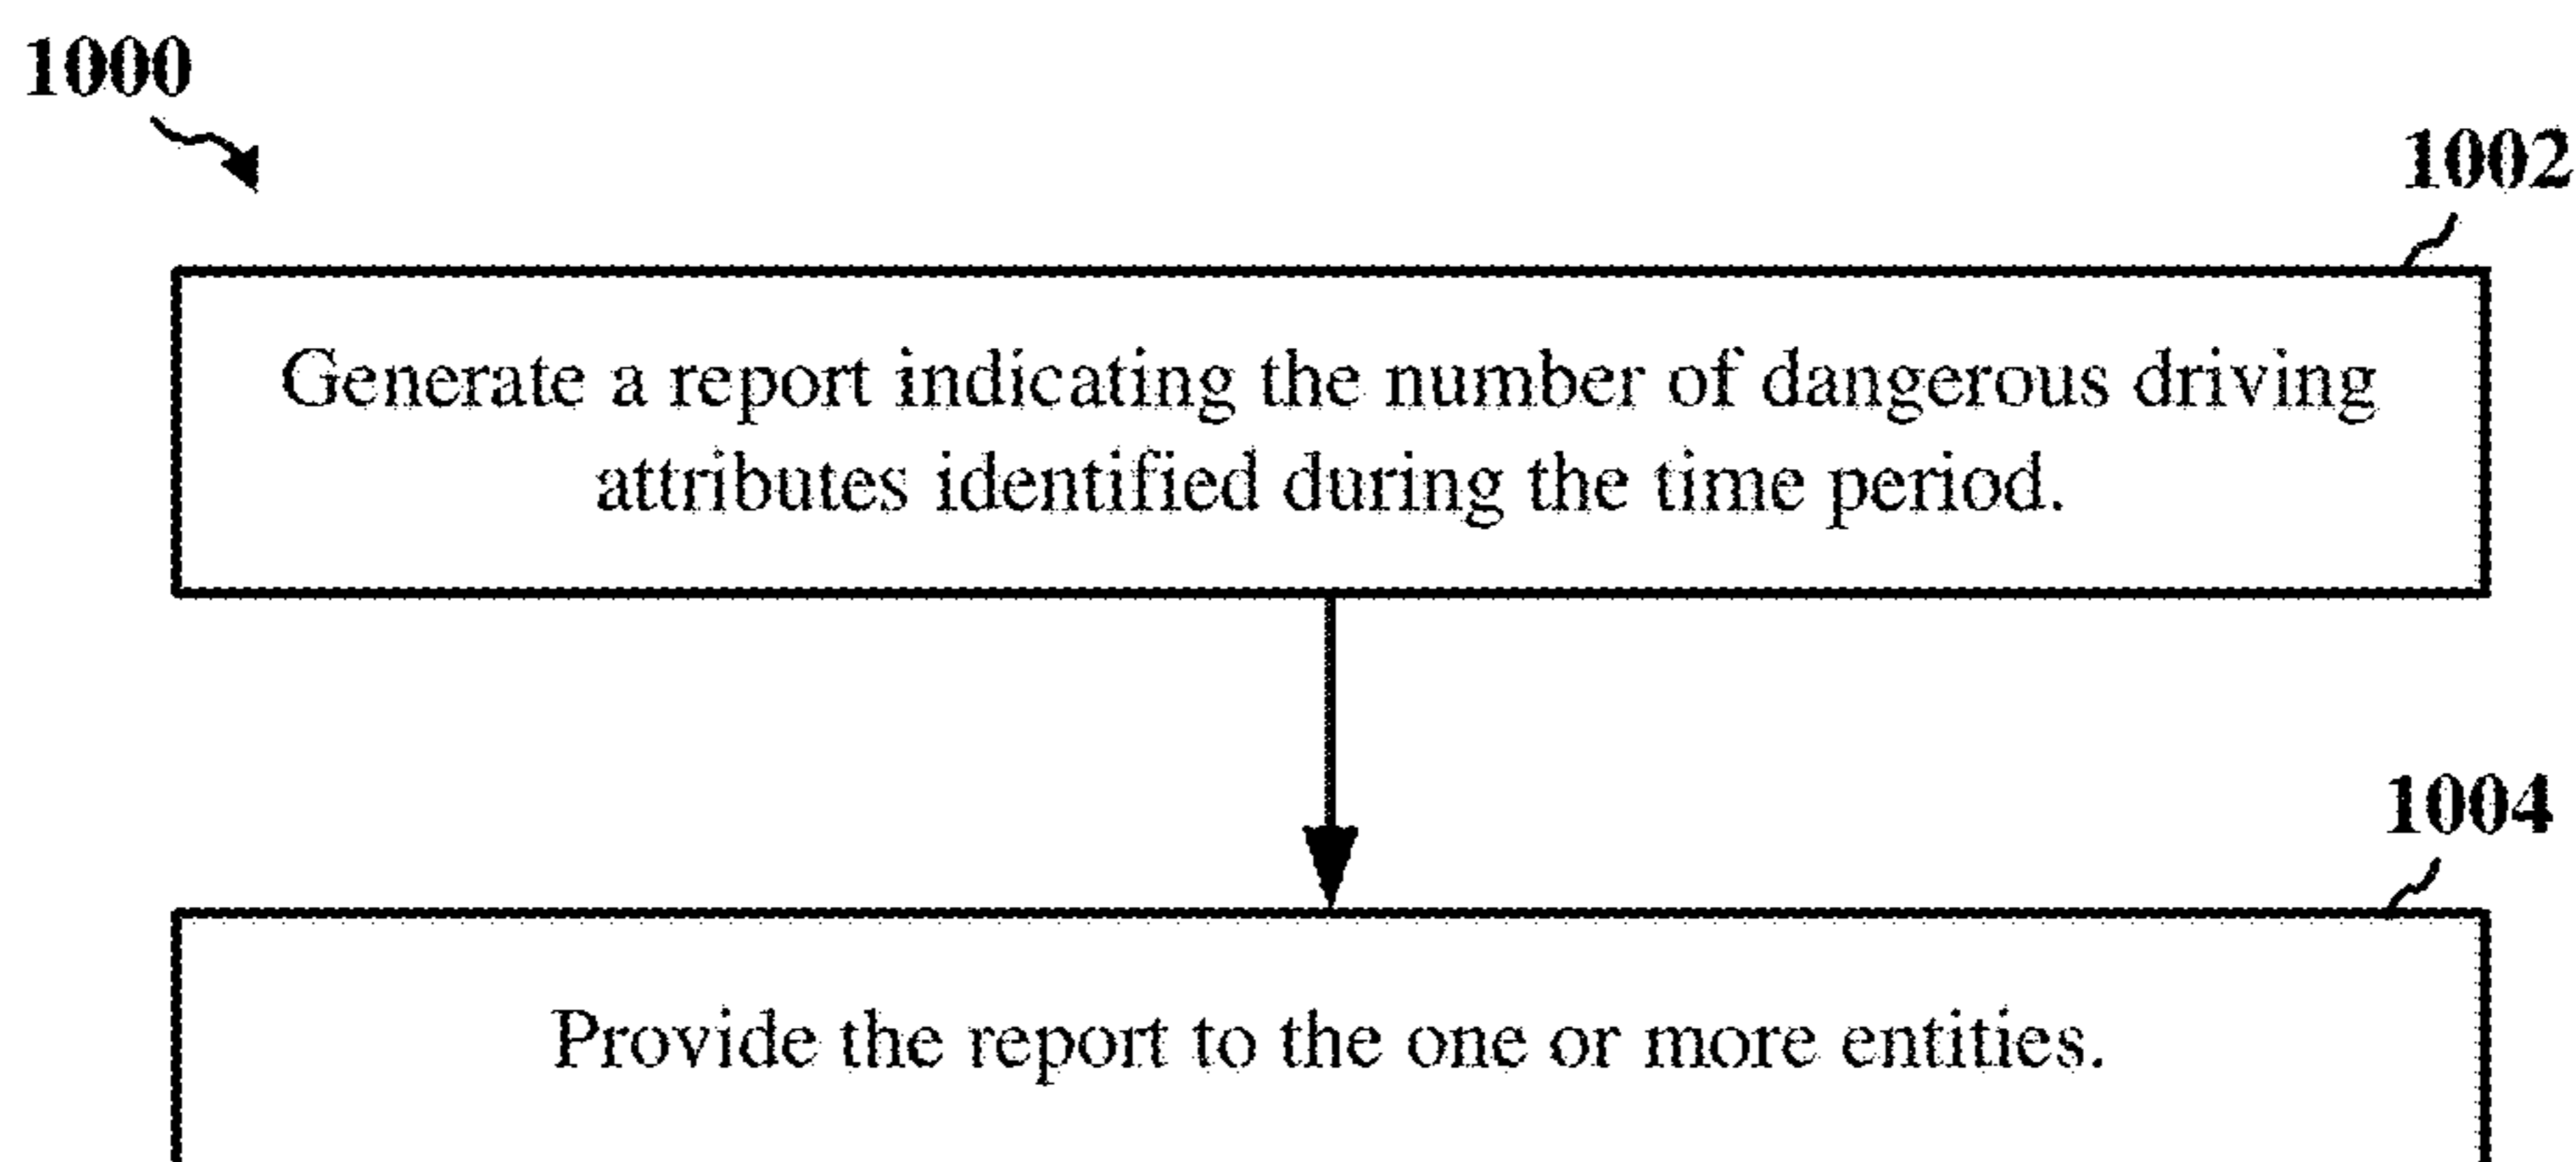 1000
1002
Generate a report indicating the number of dangerous driving
attributes identified during the time period.
1004
Provide the report to the one or more entities.